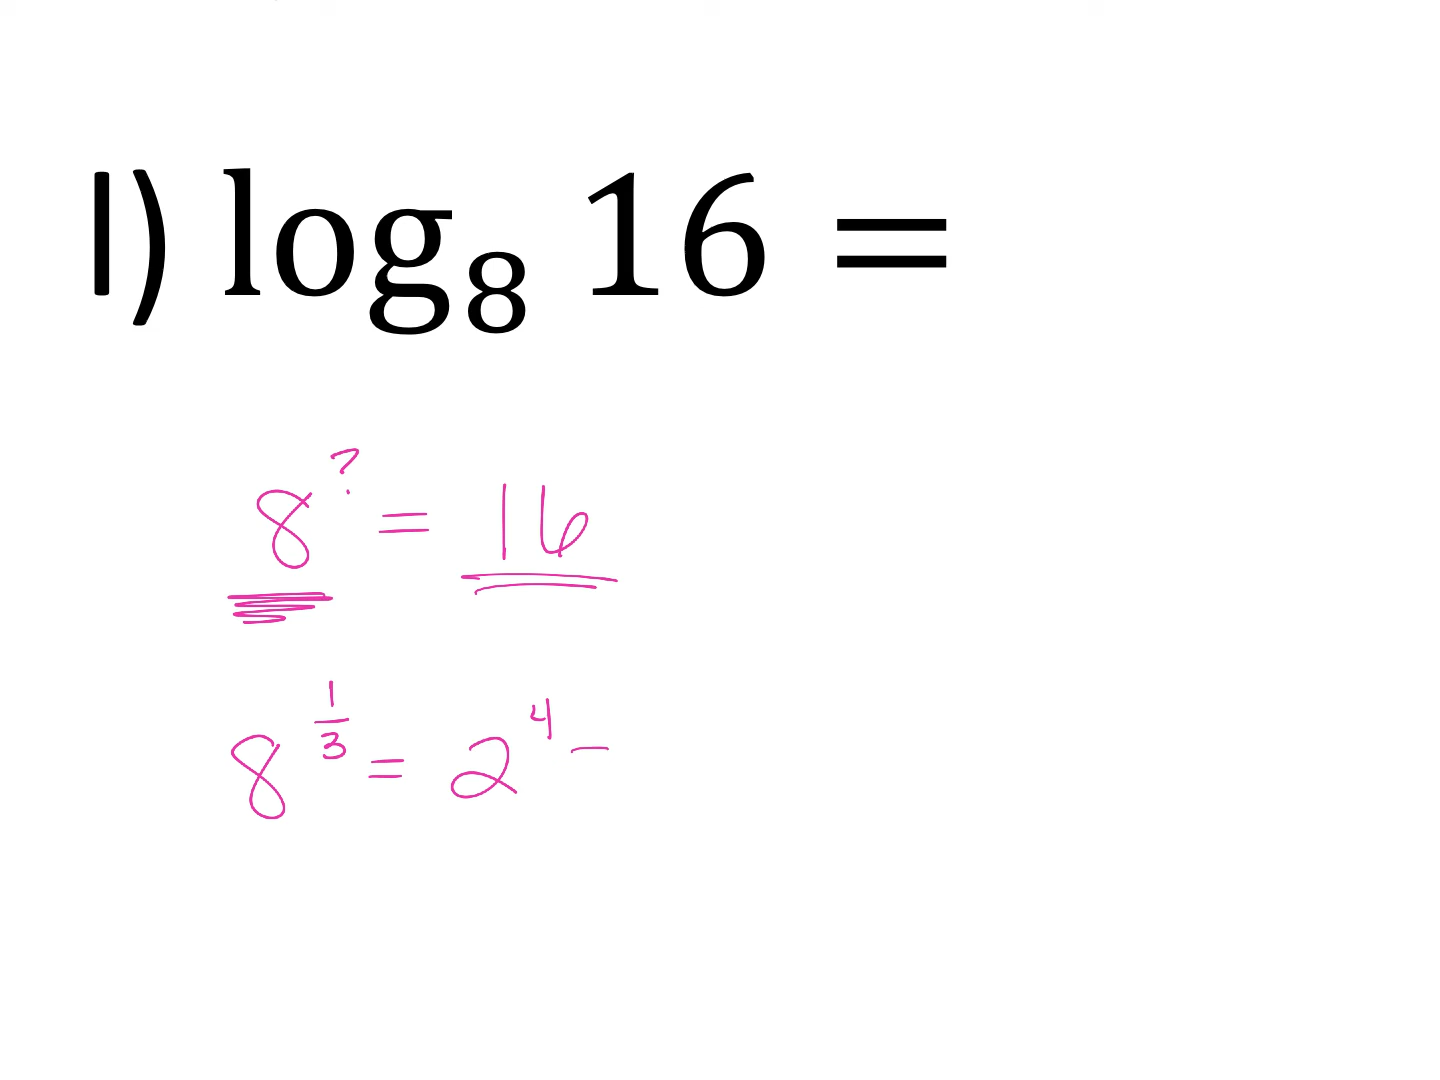 l) log₈ 16 =
8^? = 16
8^(1/3) = 2^4 –